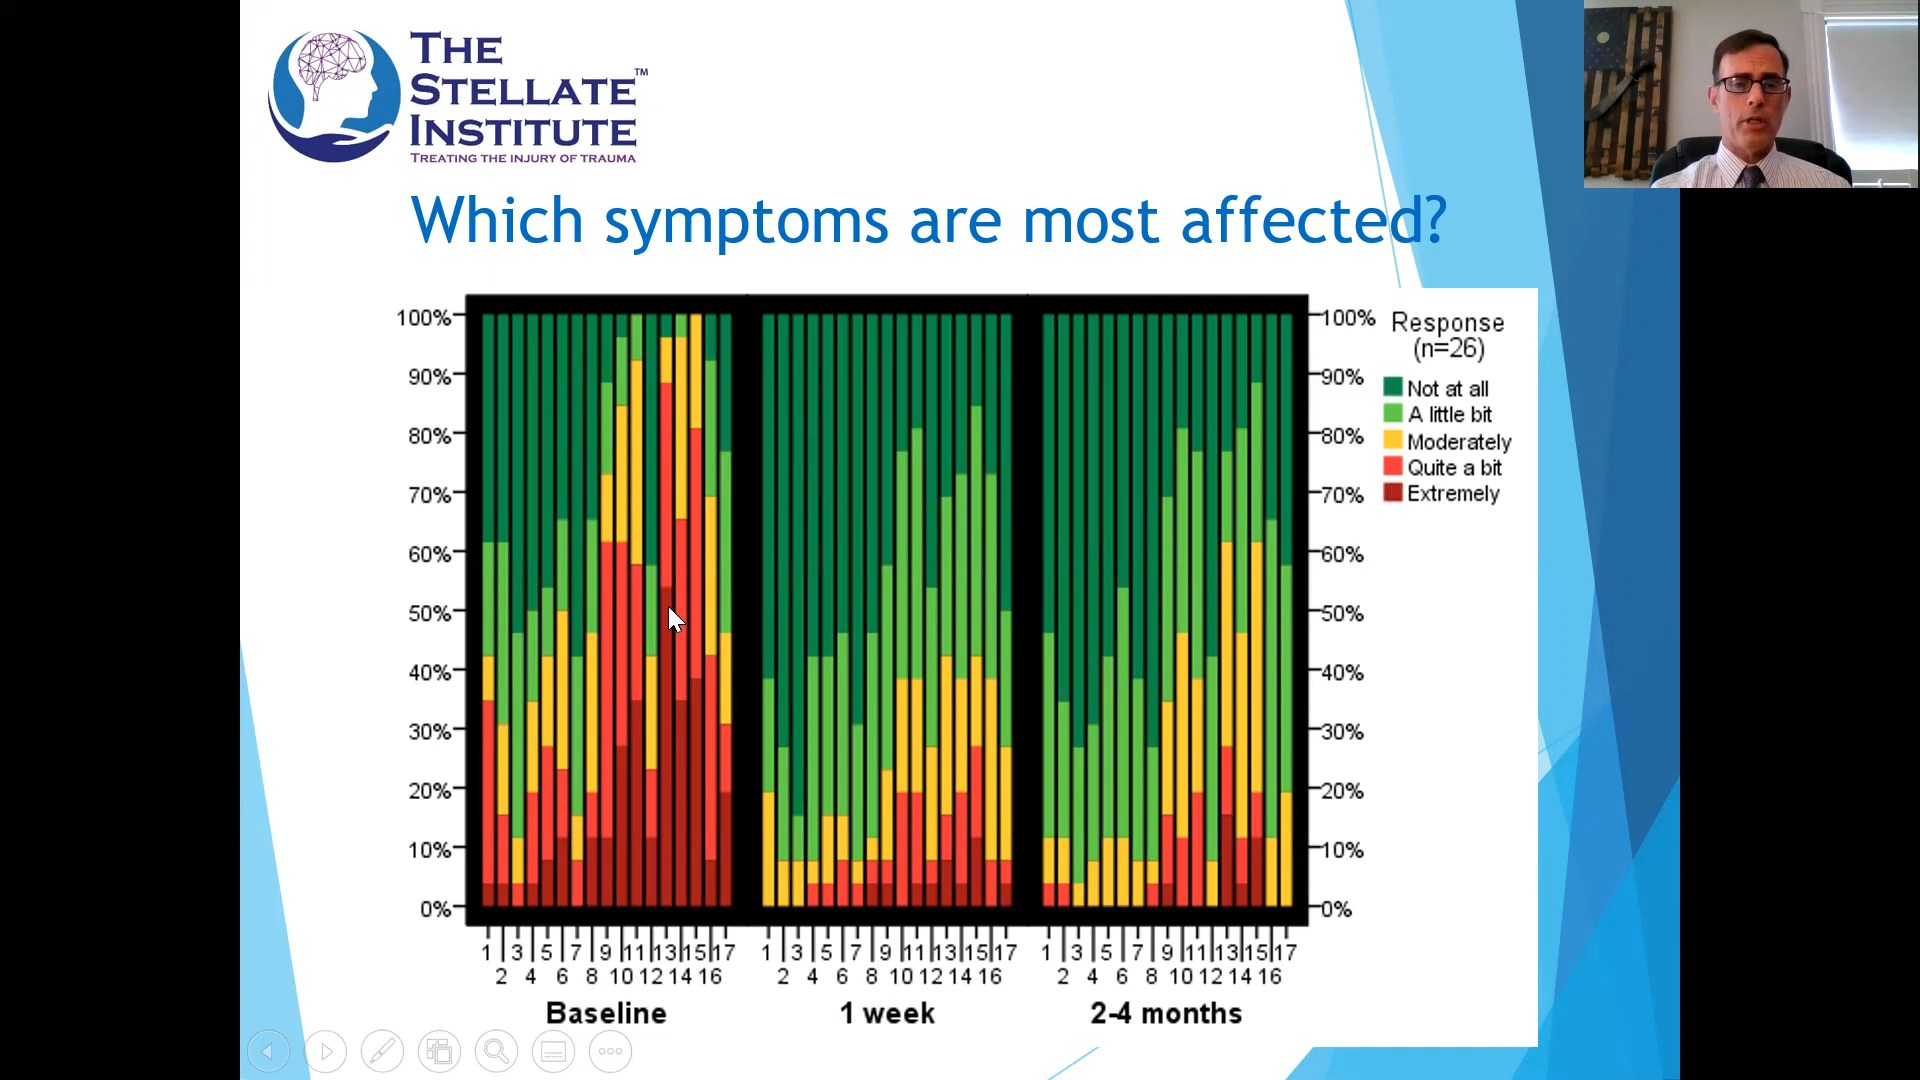 THE
STELLATE™
INSTITUTE
TREATING THE INJURY OF TRAUMA
Which symptoms are most affected?
100% 100%
90% 90%
80% 80%
70% 70%
60% 60%
50% 50%
40% 40%
30% 30%
20% 20%
10% 10%
0% 0%
Response
(n=26)
Not at all
A little bit
Moderately
Quite a bit
Extremely
1 3 5 7 9 11 13 15 17 1 3 5 7 9 11 13 15 17 1 3 5 7 9 11 13 15 17
2 4 6 8 10 12 14 16 2 4 6 8 10 12 14 16 2 4 6 8 10 12 14 16
Baseline 1 week 2-4 months